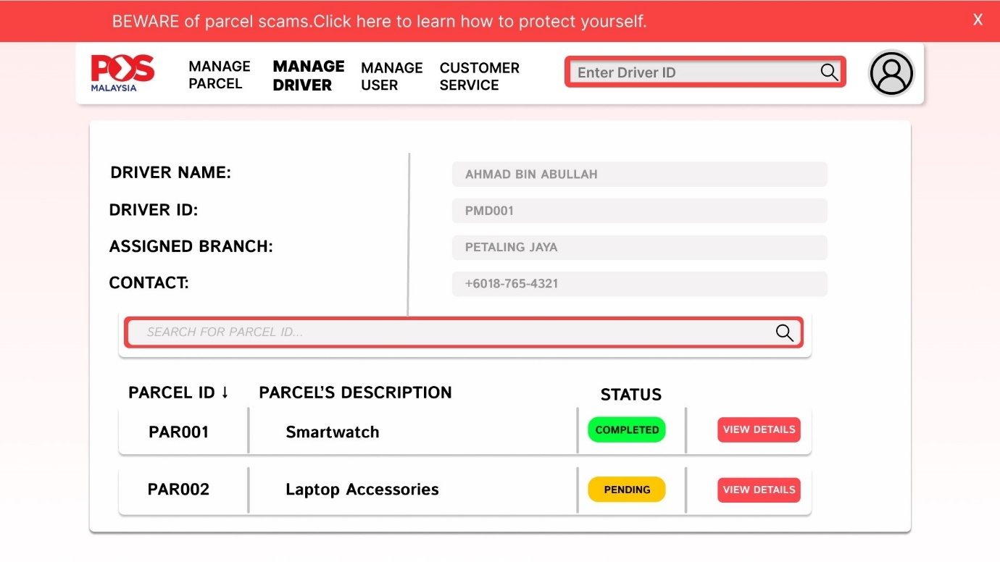 BEWARE of parcel scams.Click here to learn how to protect yourself.
X
POS
MALAYSIA
MANAGE
PARCEL
MANAGE
DRIVER
MANAGE
USER
CUSTOMER
SERVICE
Enter Driver ID
DRIVER NAME:
AHMAD BIN ABULLAH
DRIVER ID:
PMD001
ASSIGNED BRANCH:
PETALING JAYA
CONTACT:
+6018-765-4321
SEARCH FOR PARCEL ID...
PARCEL ID ↓ PARCEL'S DESCRIPTION STATUS
PAR001 Smartwatch COMPLETED VIEW DETAILS
PAR002 Laptop Accessories PENDING VIEW DETAILS